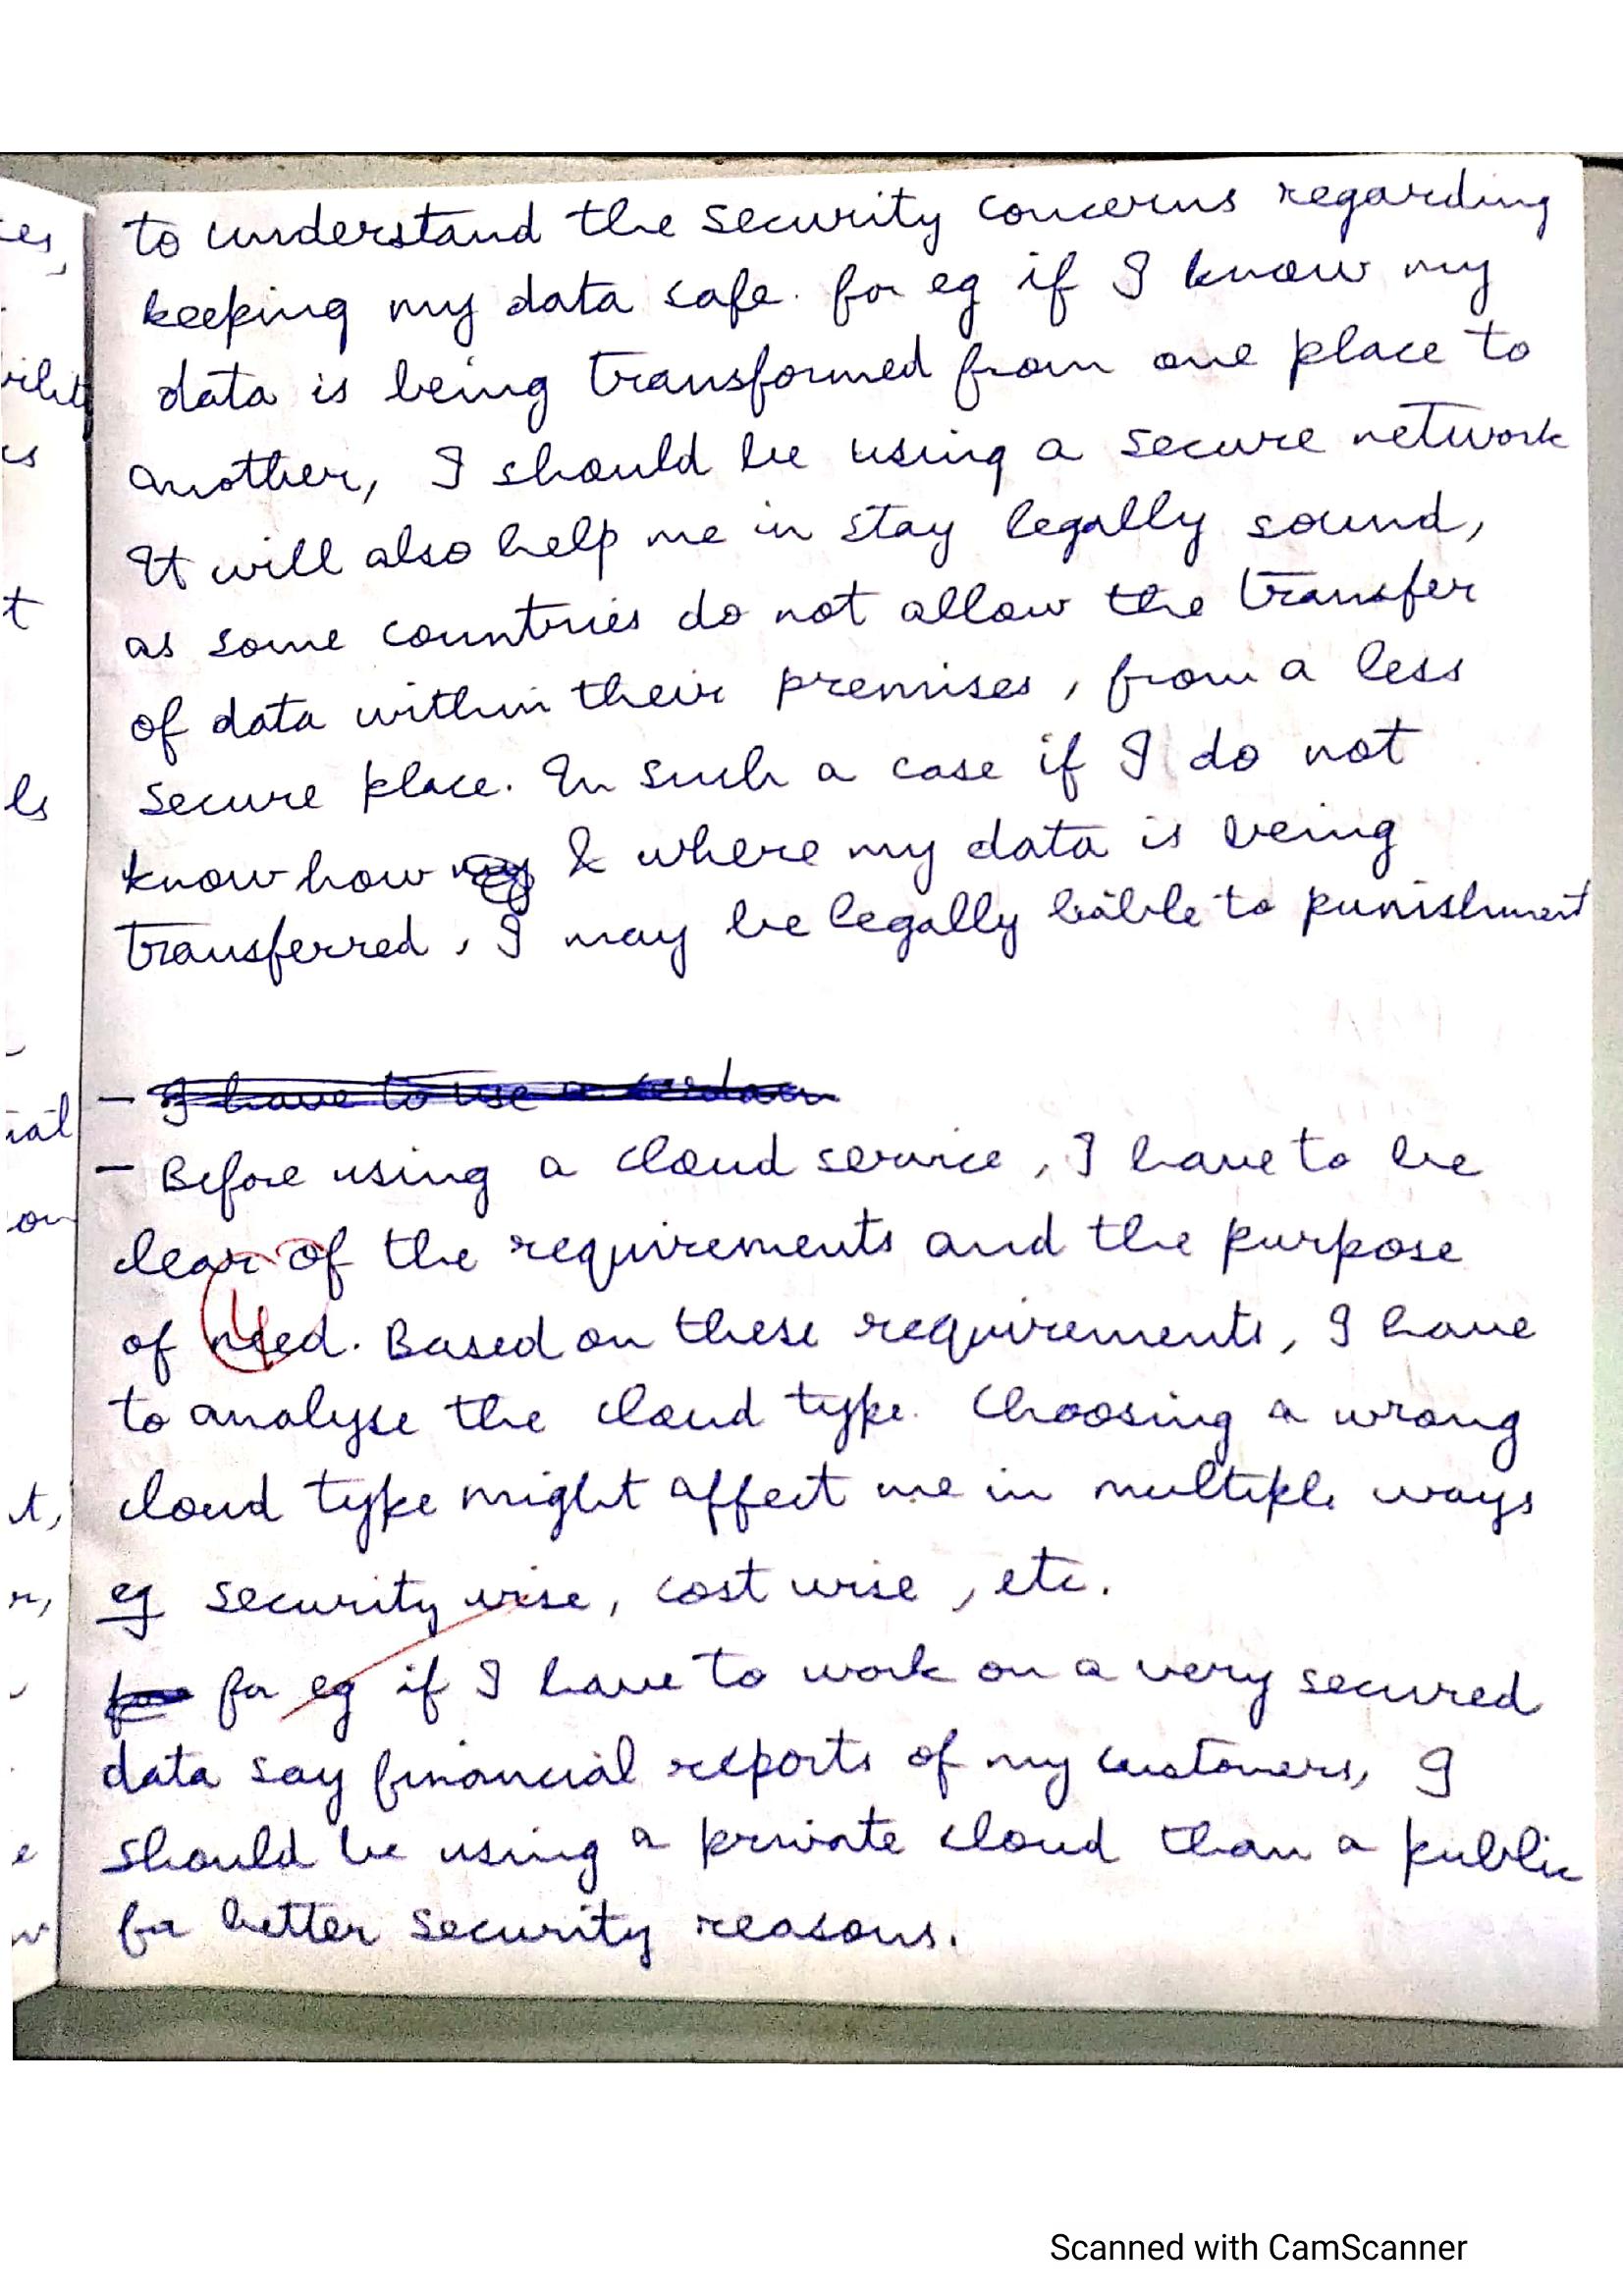 to understand the security concerns regarding
keeping my data safe. for eg if I know my
data is being transformed from one place to
another, I should be using a secure network
It will also help me in stay legally sound,
as some countries do not allow the transfer
of data within their premises, from a less
secure place. In such a case if I do not
know how & where my data is being
transferred, I may be legally liable to punishment
- I have to use a
- Before using a cloud service, I have to be
clear of the requirements and the purpose
4
of need. Based on these requirements, I have
to analyse the cloud type. Choosing a wrong
cloud type might affect me in multiple ways
eg security wise, cost wise, etc.
for eg if I have to work on a very secured
data say financial reports of my customers, I
should be using a private cloud than a public
for better security reasons.
Scanned with CamScanner